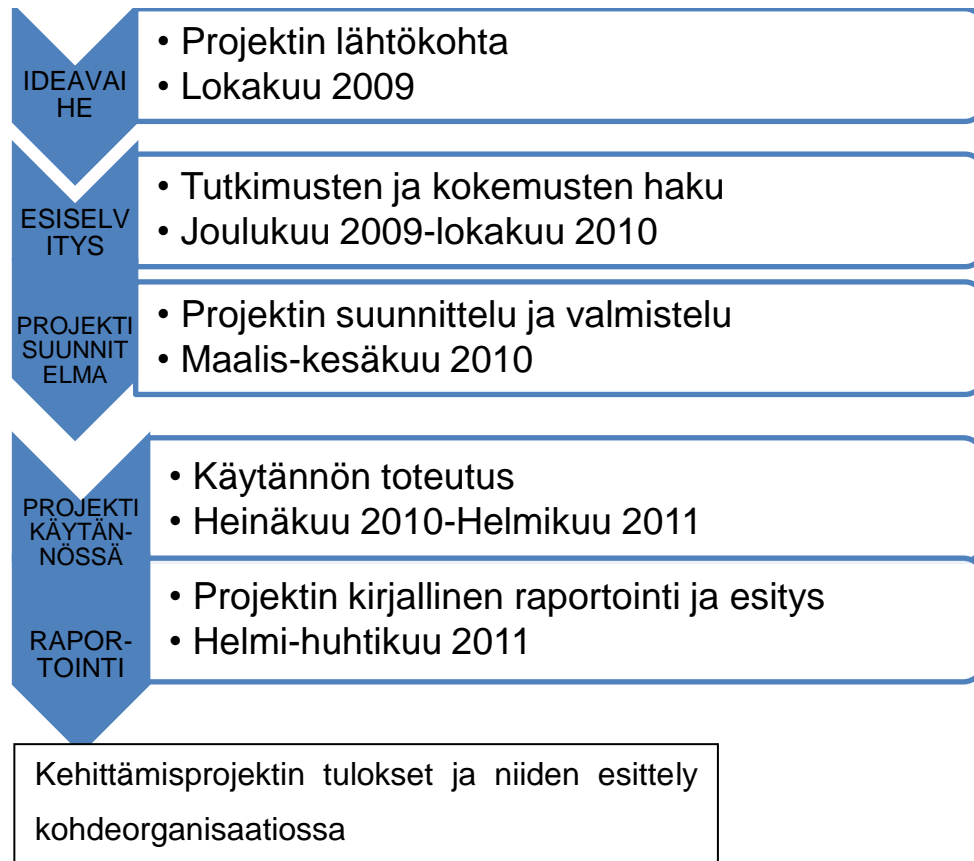 IDEAVAI
HE
• Projektin lähtökohta
• Lokakuu 2009
ESISELV
ITYS
• Tutkimusten ja kokemusten haku
• Joulukuu 2009-lokakuu 2010
PROJEKTI
SUUNNIT
ELMA
• Projektin suunnittelu ja valmistelu
• Maalis-kesäkuu 2010
PROJEKTI
KÄYTÄN-
NÖSSÄ
• Käytännön toteutus
• Heinäkuu 2010-Helmikuu 2011
RAPOR-
TOINTI
• Projektin kirjallinen raportointi ja esitys
• Helmi-huhtikuu 2011
Kehittämisprojektin tulokset ja niiden esittely
kohdeorganisaatiossa